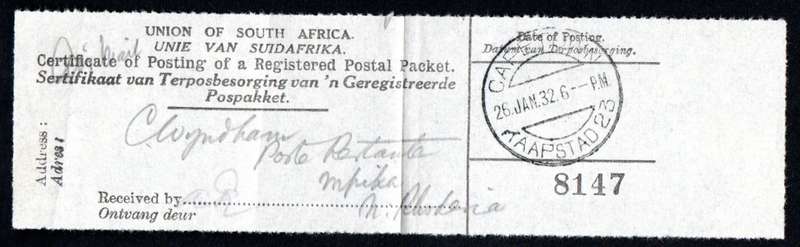 UNION OF SOUTH AFRICA.
UNIE VAN SUIDAFRIKA.
Certificate of Posting of a Registered Postal Packet.
Sertifikaat van Terposbesorging van 'n Geregistreerde
Pospakket.
Address:
Adres:
C Wyndham
Poste Restante
Mpika
N. Rhodesia
Received by
Ontvang deur
Date of Posting.
Datum van Terposbesorging.
26.JAN.32.6-PM
KAAPSTAD 23
8147